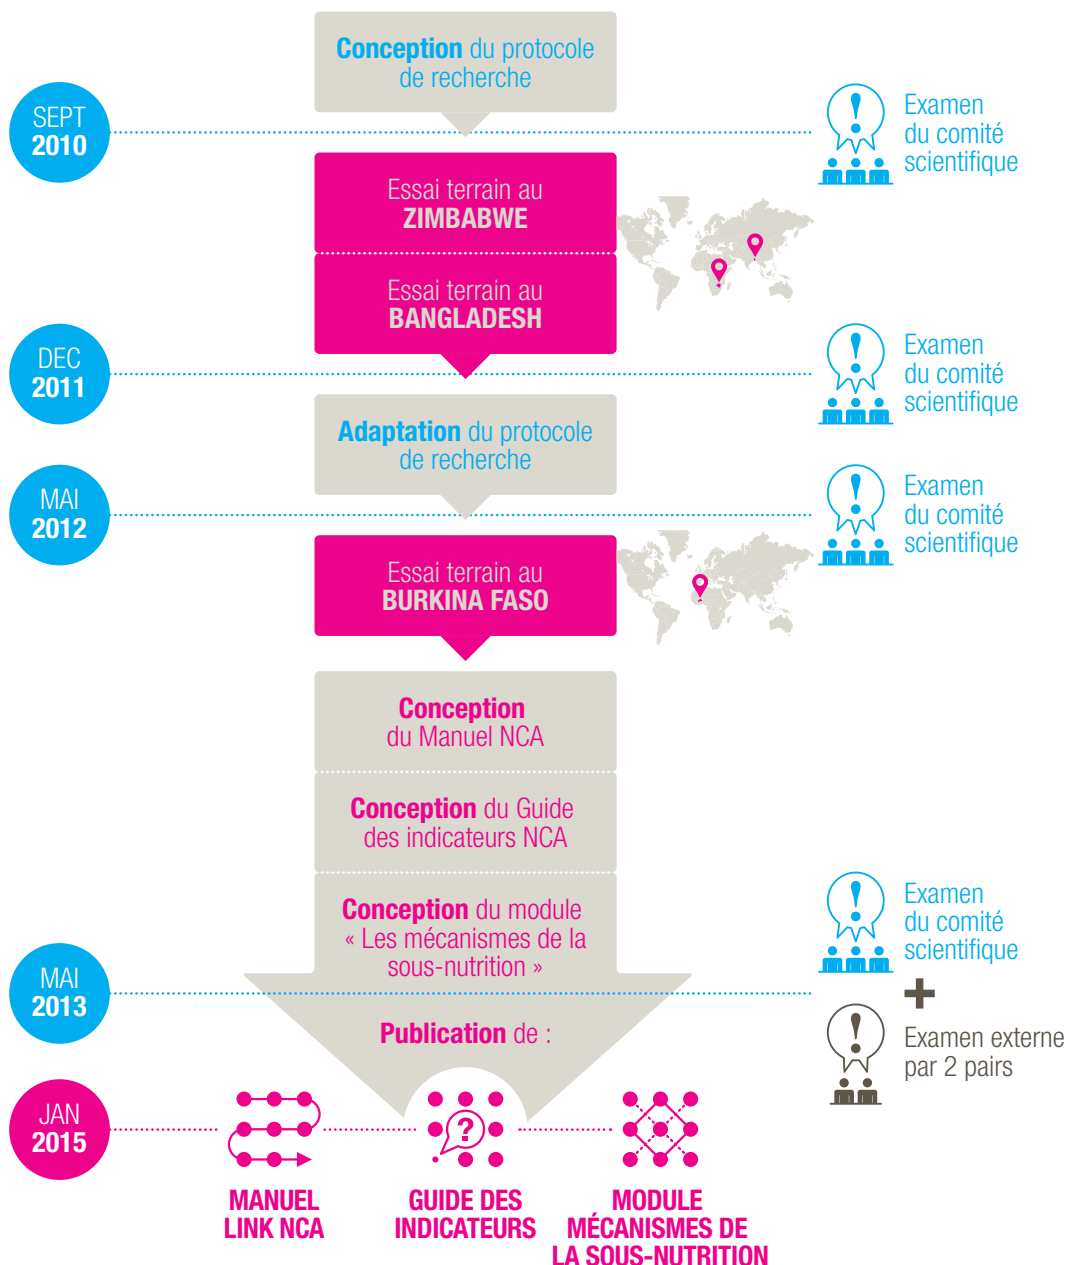 Conception du protocole
de recherche
SEPT
2010
Examen
du comité
scientifique
Essai terrain au
ZIMBABWE
Essai terrain au
BANGLADESH
DEC
2011
Examen
du comité
scientifique
Adaptation du protocole
de recherche
MAI
2012
Examen
du comité
scientifique
Essai terrain au
BURKINA FASO
Conception
du Manuel NCA
Conception du Guide
des indicateurs NCA
Conception du module
« Les mécanismes de la
sous-nutrition »
Examen
du comité
scientifique
MAI
2013
+
Examen externe
par 2 pairs
Publication de :
JAN
2015
?
MANUEL
LINK NCA
GUIDE DES
INDICATEURS
MODULE
MÉCANISMES DE
LA SOUS-NUTRITION